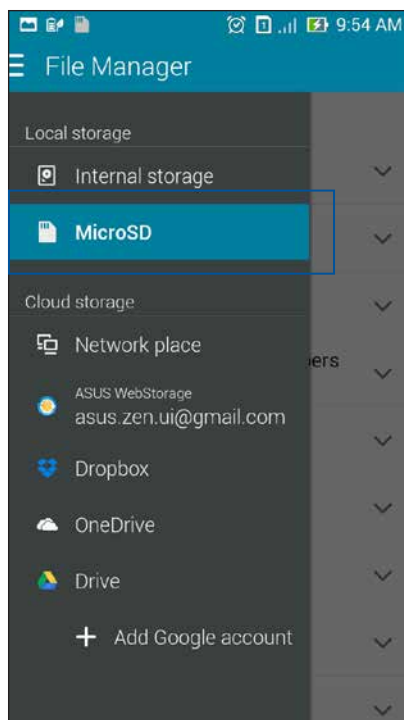 1 9:54 AM
File Manager
Local storage
Internal storage
MicroSD
Cloud storage
Network place
ers
ASUS WebStorage
asus.zen.ui@gmail.com
Dropbox
OneDrive
Drive
+ Add Google account